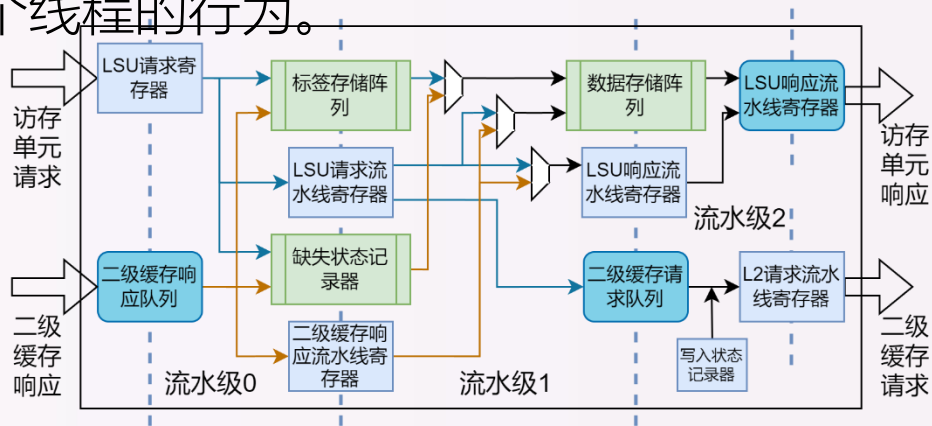 个线程的行为。
LSU请求寄
存器
标签存储阵
列
数据存储阵
列
LSU响应流
水线寄存器
访存
单元
请求
访存
单元
响应
LSU请求流
水线寄存器
LSU响应流
水线寄存器
流水级2
缺失状态记
录器
二级缓存响
应队列
二级缓存请
求队列
L2请求流水
线寄存器
二级
缓存
响应
二级缓存响
应流水线寄
存器
写入状态
记录器
二级
缓存
请求
流水级0
流水级1